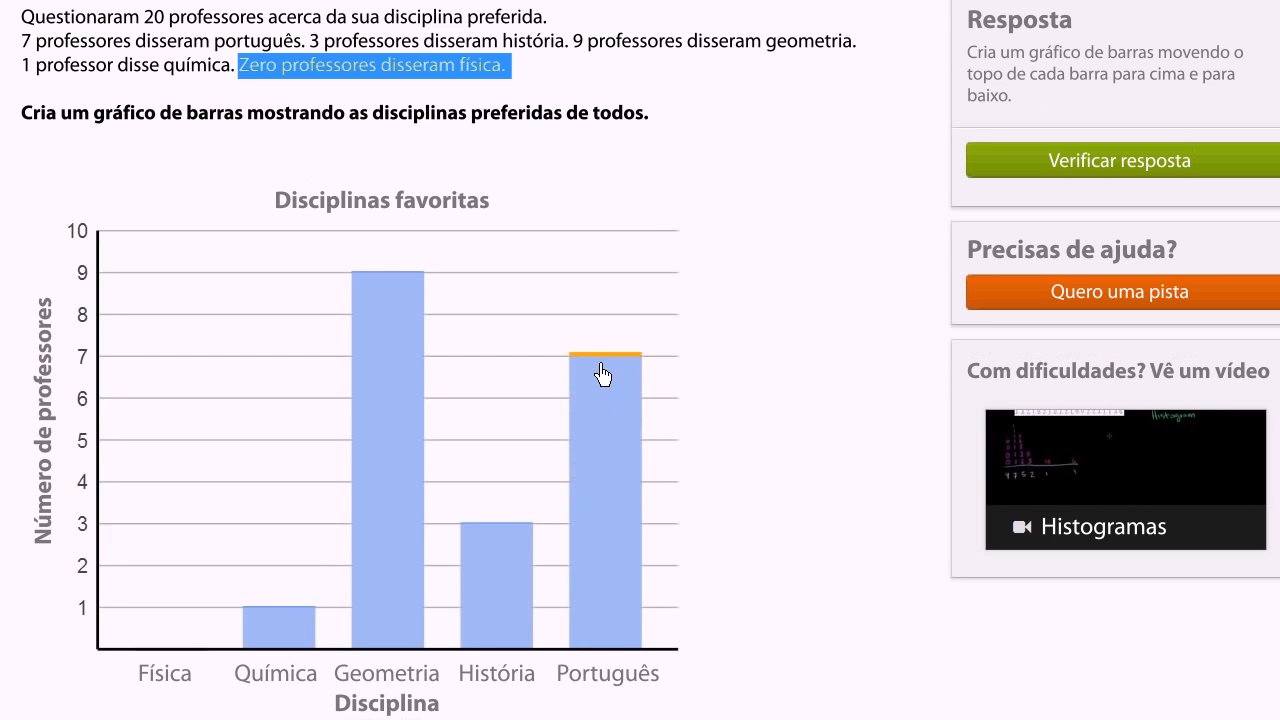 Questionaram 20 professores acerca da sua disciplina preferida.
7 professores disseram português. 3 professores disseram história. 9 professores disseram geometria.
1 professor disse química. Zero professores disseram física.
Cria um gráfico de barras mostrando as disciplinas preferidas de todos.
Disciplinas favoritas
Número de professores
10
9
8
7
6
5
4
3
2
1
Física Química Geometria História Português
Disciplina
Resposta
Cria um gráfico de barras movendo o
topo de cada barra para cima e para
baixo.
Verificar resposta
Precisas de ajuda?
Quero uma pista
Com dificuldades? Vê um vídeo
Histogram
Histogramas